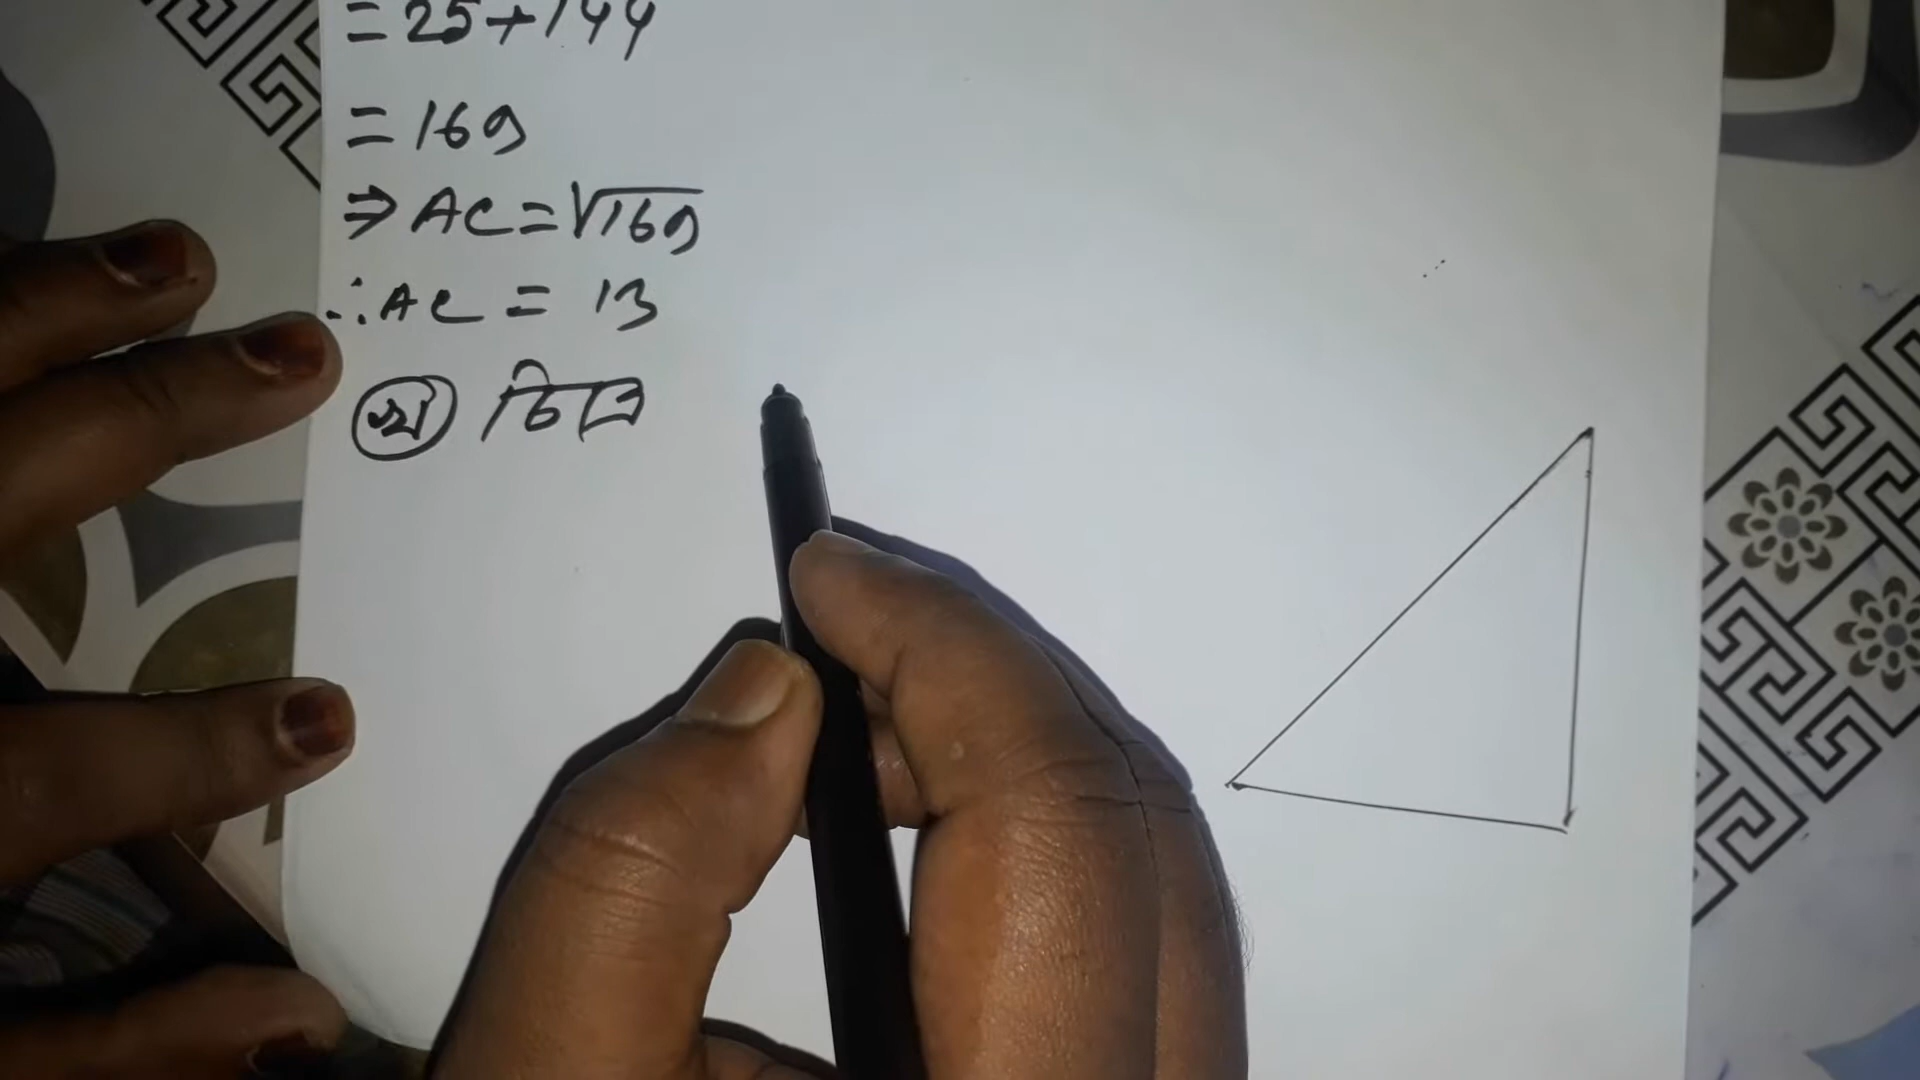 = 25+144
= 169
⇒ AC = √169
∴ AC = 13
খ চিত্র